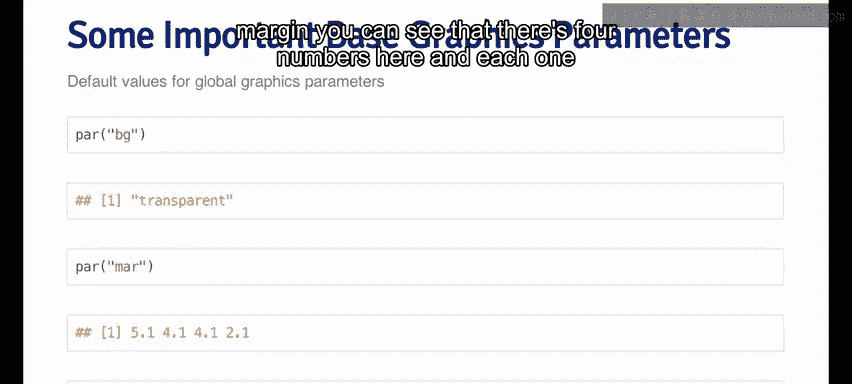 margin you can see that there's four
numbers here and each one
Some Important Base Graphics Parameters
Default values for global graphics parameters
par("bg")
## [1] "transparent"
par("mar")
## [1] 5.1 4.1 4.1 2.1